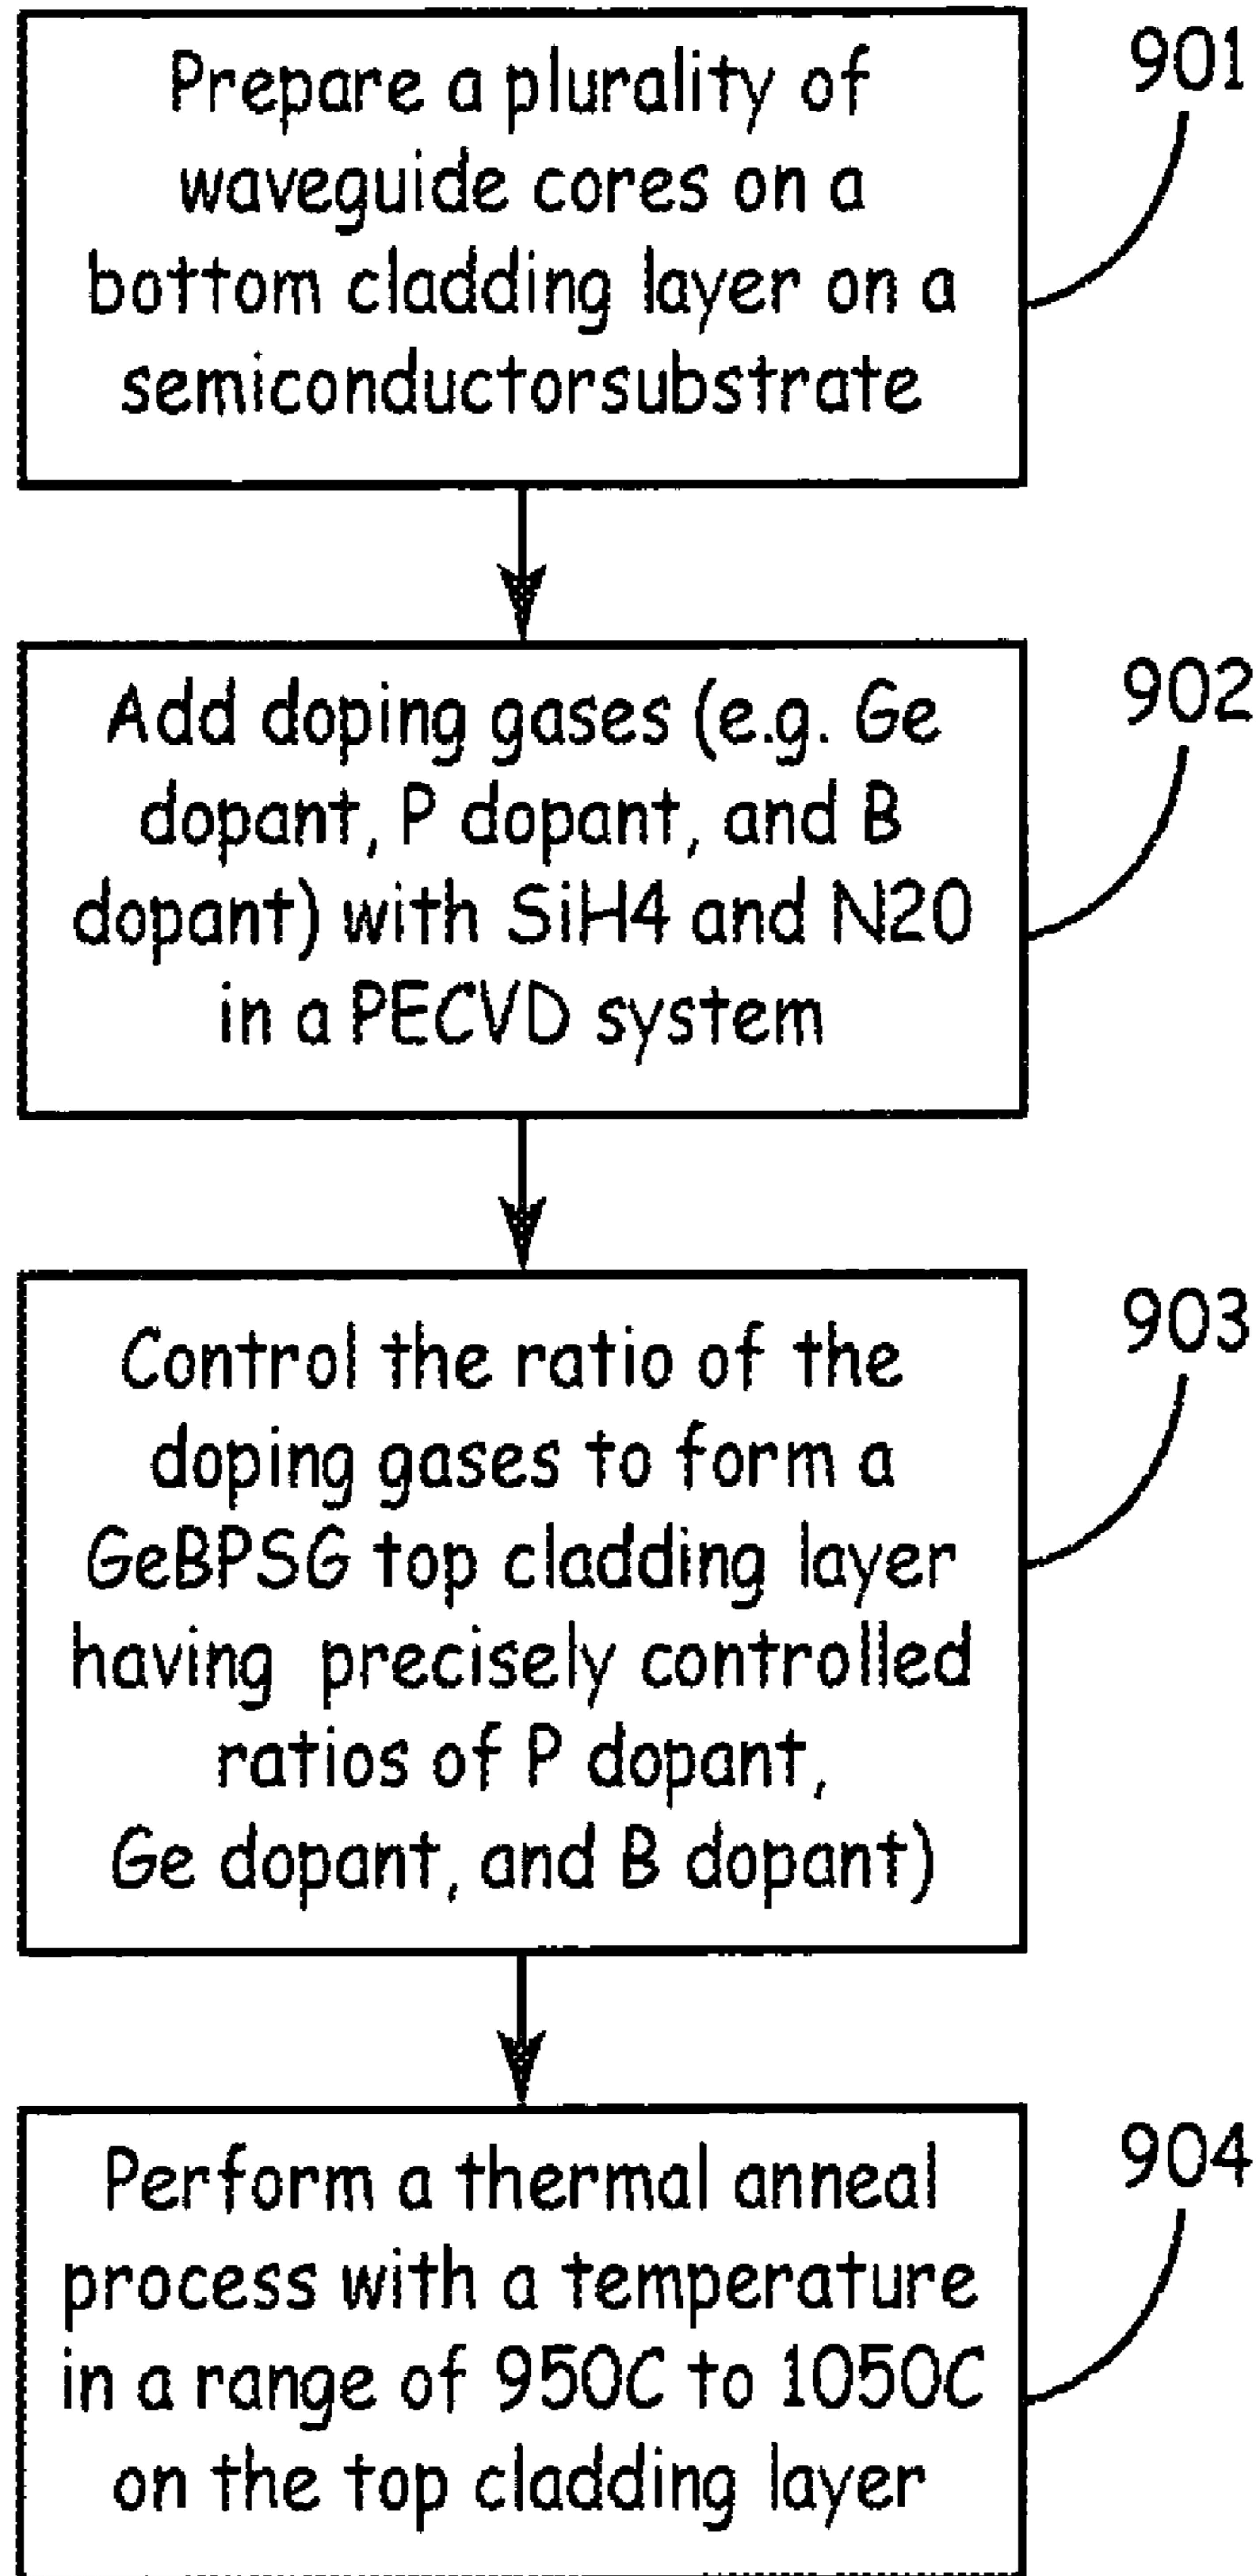 Prepare a plurality of
waveguide cores on a
bottom cladding layer on a
semiconductorsubstrate
901
Add doping gases (e.g. Ge
dopant, P dopant, and B
dopant) with SiH4 and N20
in a PECVD system
902
Control the ratio of the
doping gases to form a
GeBPSG top cladding layer
having precisely controlled
ratios of P dopant,
Ge dopant, and B dopant)
903
Perform a thermal anneal
process with a temperature
in a range of 950C to 1050C
on the top cladding layer
904